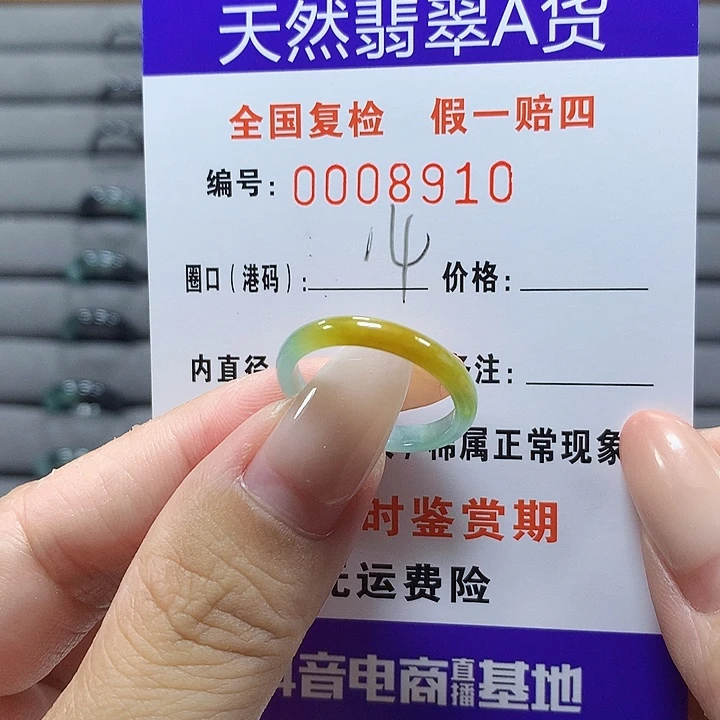 天然翡翠A货
全国复检 假一赔四
编号: 0008910
圈口(港码): 14 价格:
内直径 注:
棉属正常现象
时鉴赏期
运费险
音电商直播基地